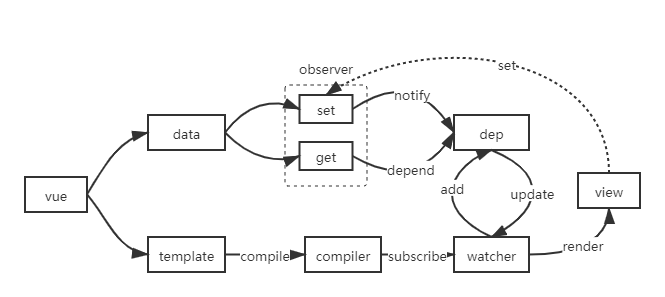 observer
set
set
notify
data
dep
get
depend
vue
add
update
view
template
compile
compiler
subscribe
watcher
render